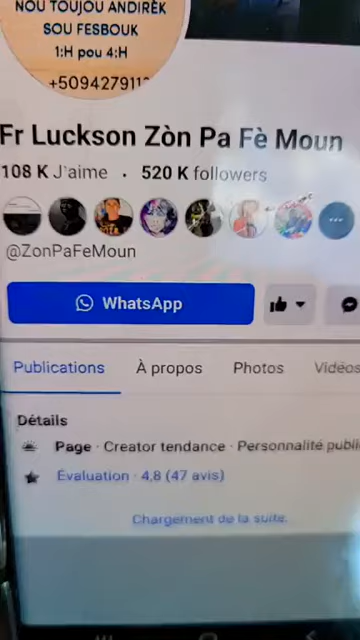 NOU TOUJOU ANDIRÈK
SOU FESBOUK
1:H pou 4:H
Fr Luckson Zòn Pa Fè Moun
108 K J'aime · 520 K followers
@ZonPaFeMoun
WhatsApp
Publications À propos Photos Vidéos
Détails
Page · Creator tendance · Personnalité publi
Évaluation · 4,8 (47 avis)
Chargement de la suite.